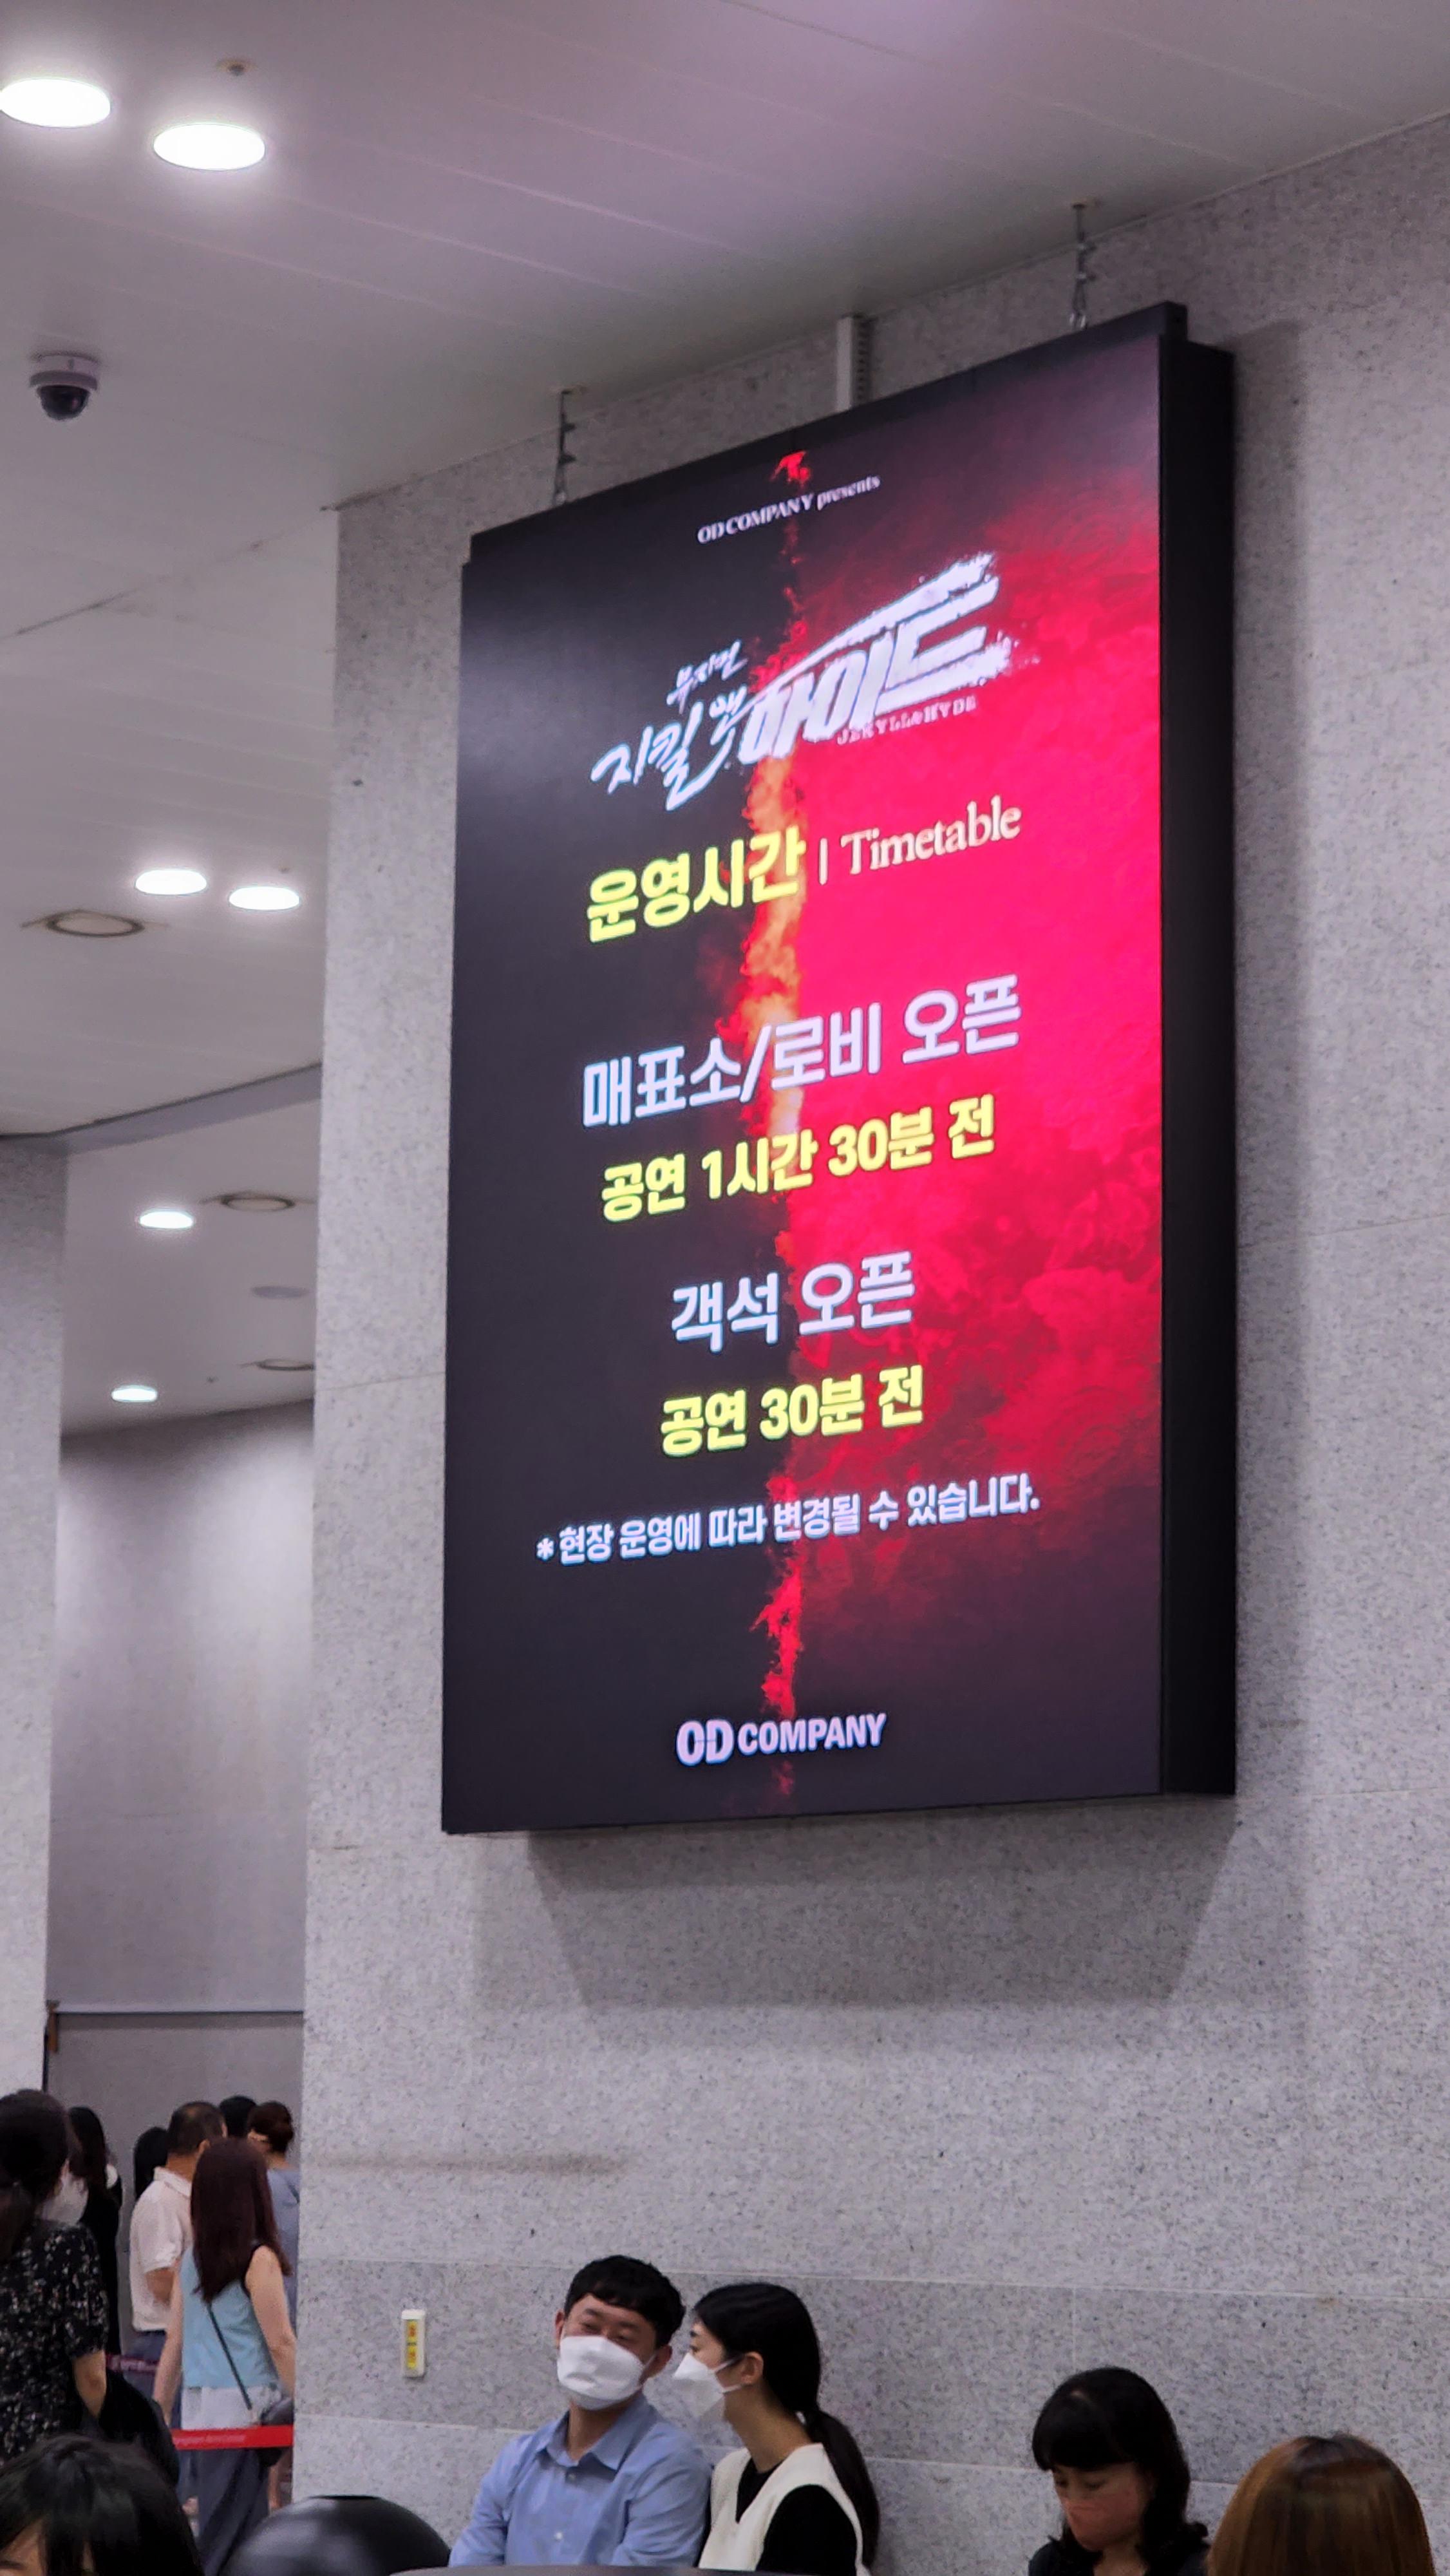 OD COMPANY presents
뮤지컬
지킬앤하이드
JEKYLL&HYDE
운영시간 | Timetable
매표소/로비 오픈
공연 1시간 30분 전
객석 오픈
공연 30분 전
* 현장 운영에 따라 변경될 수 있습니다.
OD COMPANY